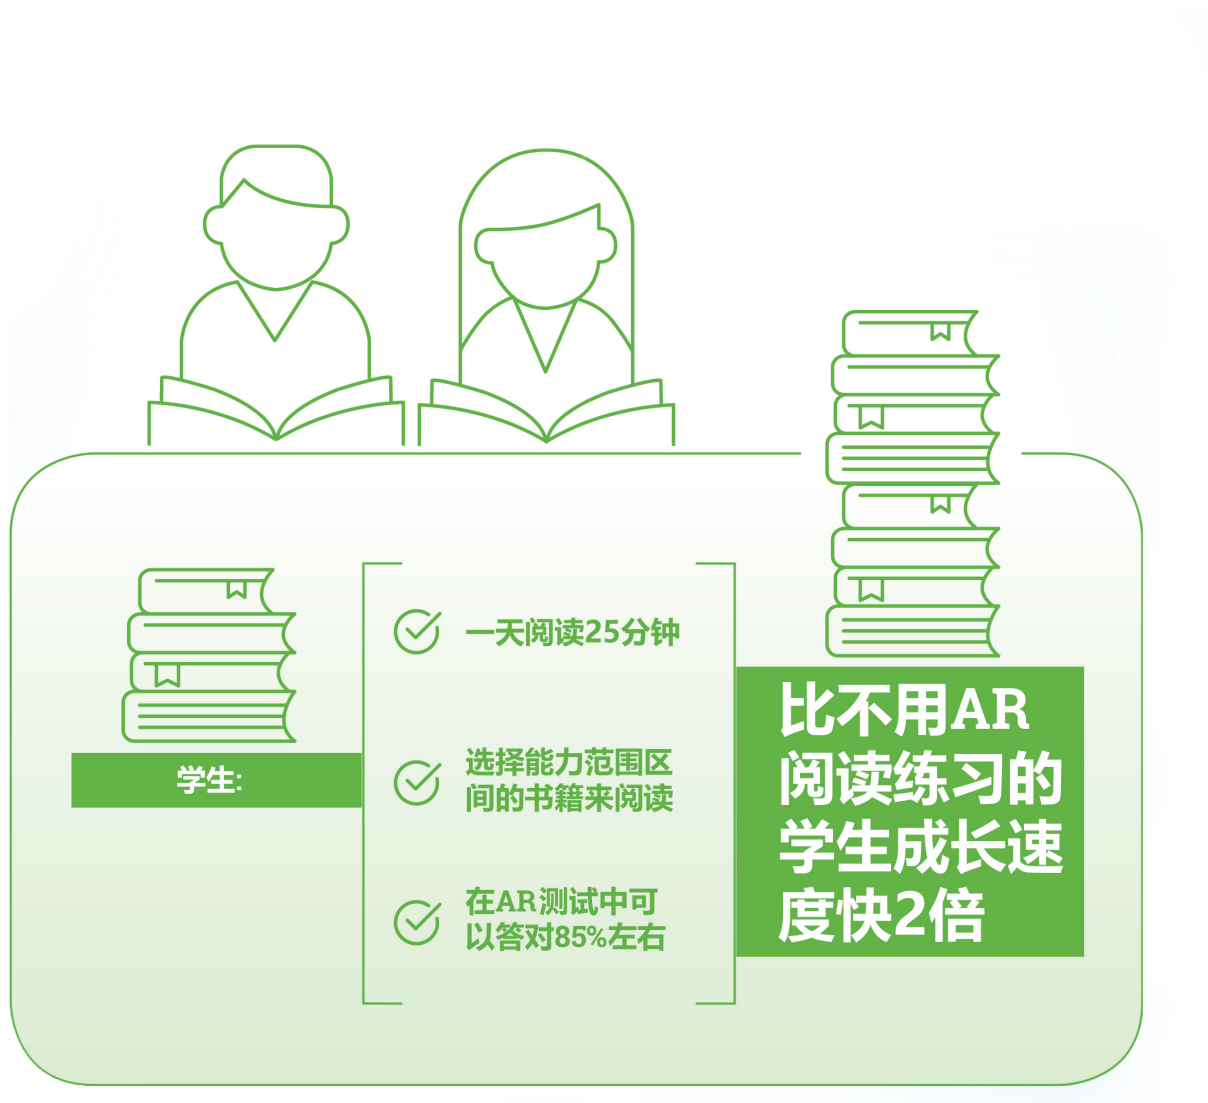 学生:
一天阅读25分钟
选择能力范围区
间的书籍来阅读
在AR测试中可
以答对85%左右
比不用AR
阅读练习的
学生成长速
度快2倍